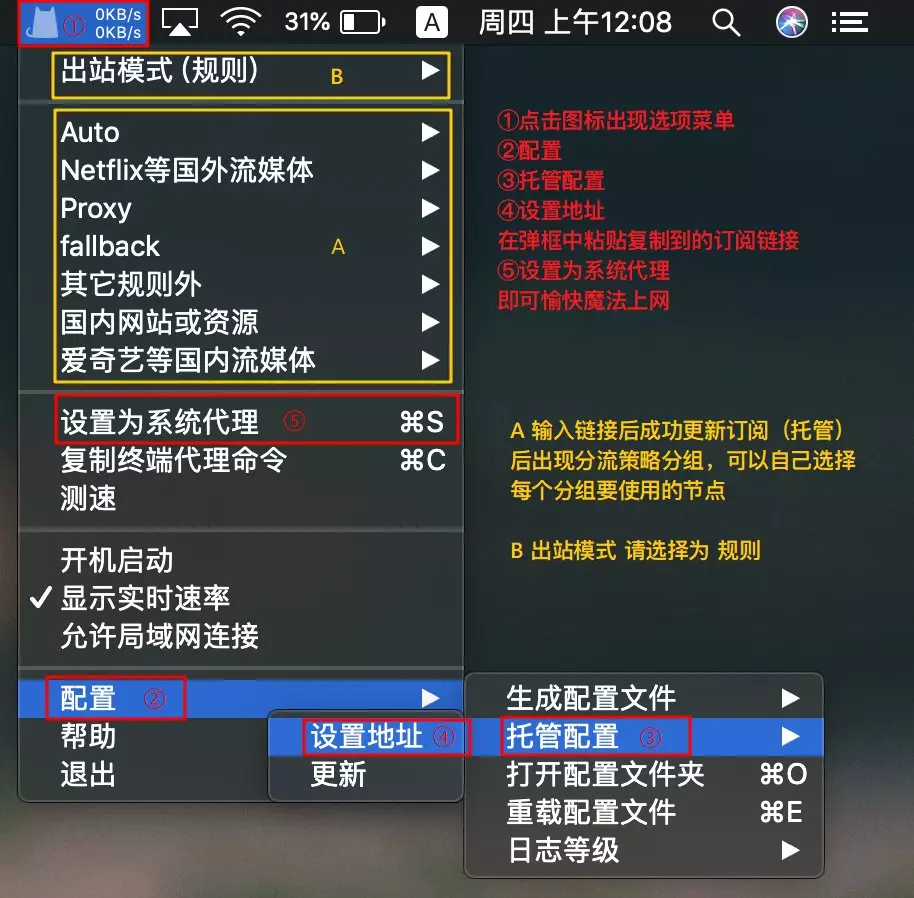 ① 0KB/s
0KB/s
31% A 周四 上午12:08
出站模式 (规则) B
Auto
Netflix等国外流媒体
Proxy
fallback A
其它规则外
国内网站或资源
爱奇艺等国内流媒体
设置为系统代理 ⑤ ⌘S
复制终端代理命令 ⌘C
测速
开机启动
✓ 显示实时速率
允许局域网连接
配置 ②
帮助
退出
设置地址 ④
更新
生成配置文件
托管配置 ③
打开配置文件夹 ⌘O
重载配置文件 ⌘E
日志等级
①点击图标出现选项菜单
②配置
③托管配置
④设置地址
在弹框中粘贴复制到的订阅链接
⑤设置为系统代理
即可愉快魔法上网
A 输入链接后成功更新订阅（托管）
后出现分流策略分组，可以自己选择
每个分组要使用的节点
B 出站模式 请选择为 规则